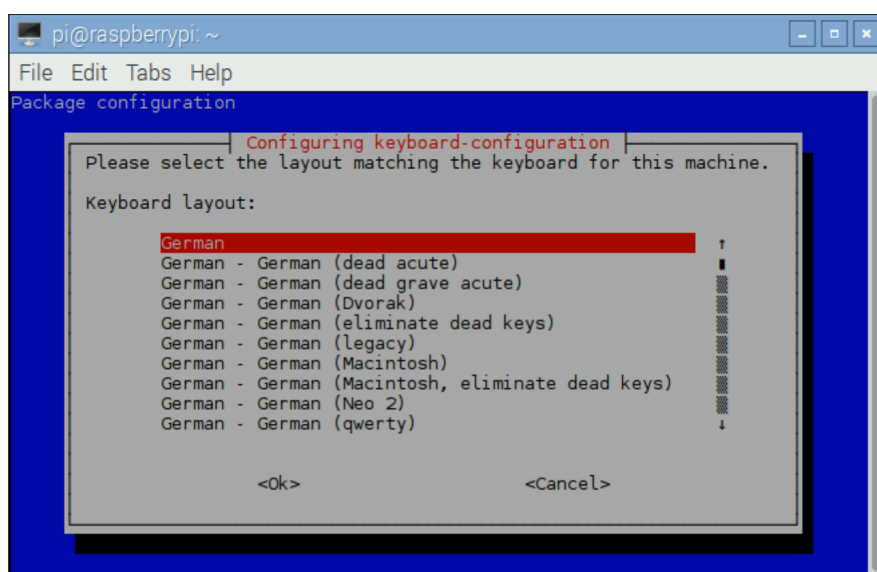 pi@raspberrypi: ~
File Edit Tabs Help
Package configuration
Configuring keyboard-configuration
Please select the layout matching the keyboard for this machine.
Keyboard layout:
German
German - German (dead acute)
German - German (dead grave acute)
German - German (Dvorak)
German - German (eliminate dead keys)
German - German (legacy)
German - German (Macintosh)
German - German (Macintosh, eliminate dead keys)
German - German (Neo 2)
German - German (qwerty)
<Ok> <Cancel>